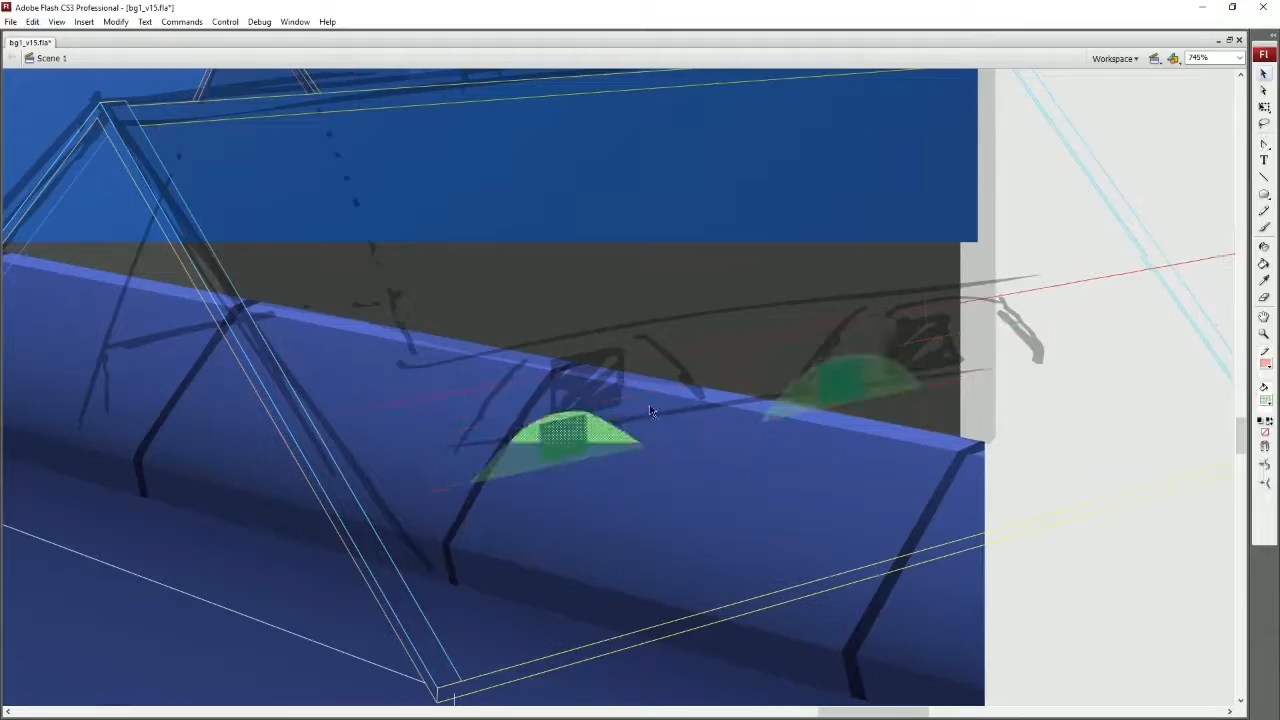 Fl Adobe Flash CS3 Professional - [bg1_v15.fla*]
File Edit View Insert Modify Text Commands Control Debug Window Help
bg1_v15.fla*
Scene 1
Workspace
745%
Fl
T